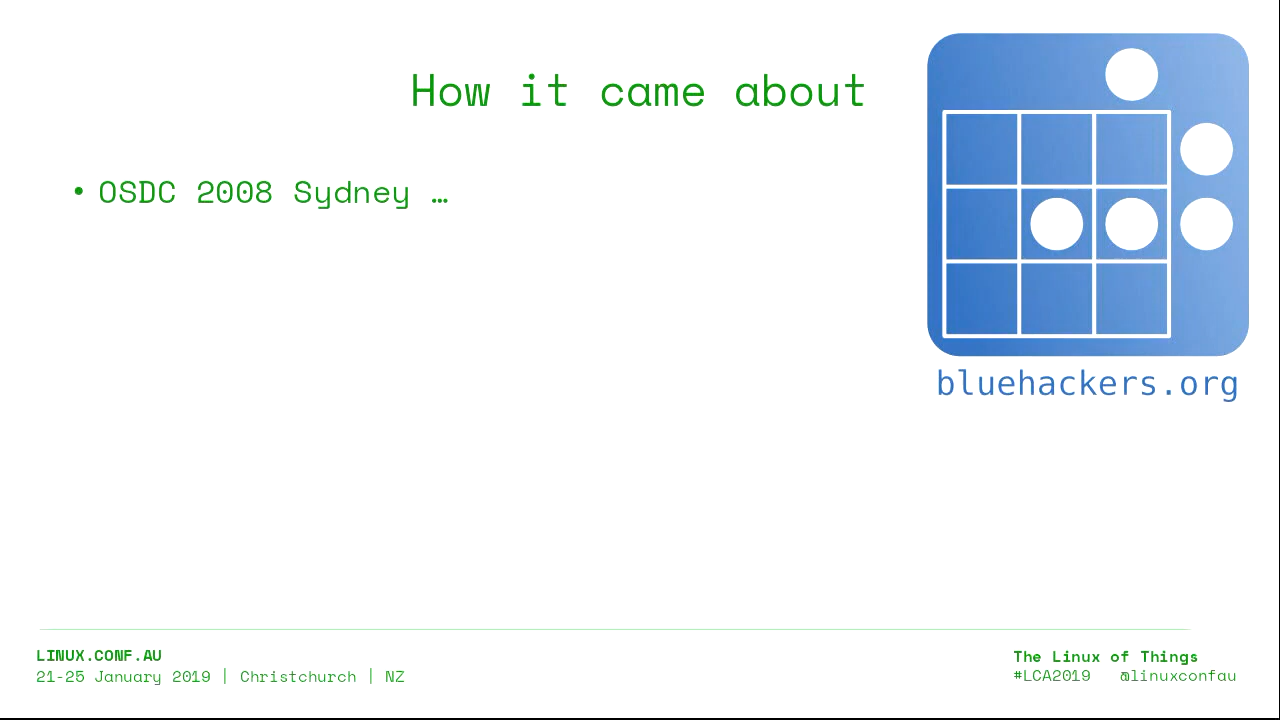 How it came about
• OSDC 2008 Sydney …
bluehackers.org
LINUX.CONF.AU
21-25 January 2019 | Christchurch | NZ
The Linux of Things
#LCA2019 @linuxconfau